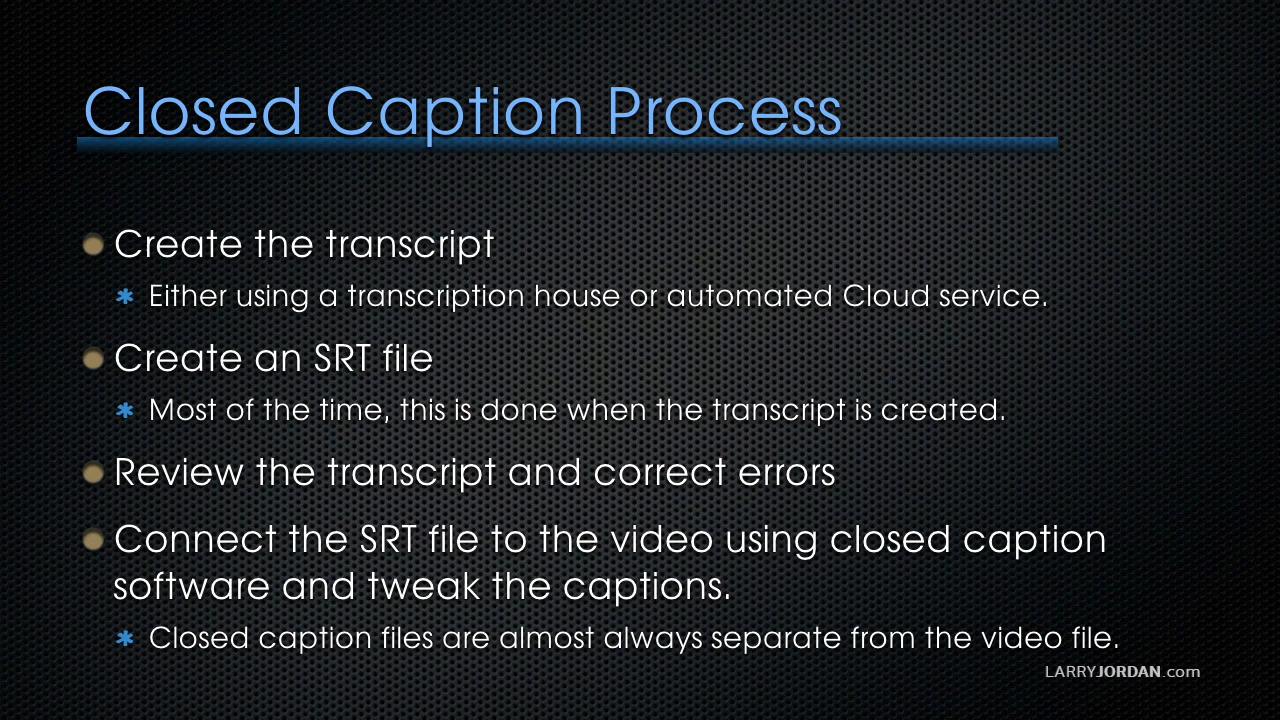 Closed Caption Process
Create the transcript
✱ Either using a transcription house or automated Cloud service.
Create an SRT file
✱ Most of the time, this is done when the transcript is created.
Review the transcript and correct errors
Connect the SRT file to the video using closed caption
software and tweak the captions.
✱ Closed caption files are almost always separate from the video file.
LARRYJORDAN.com